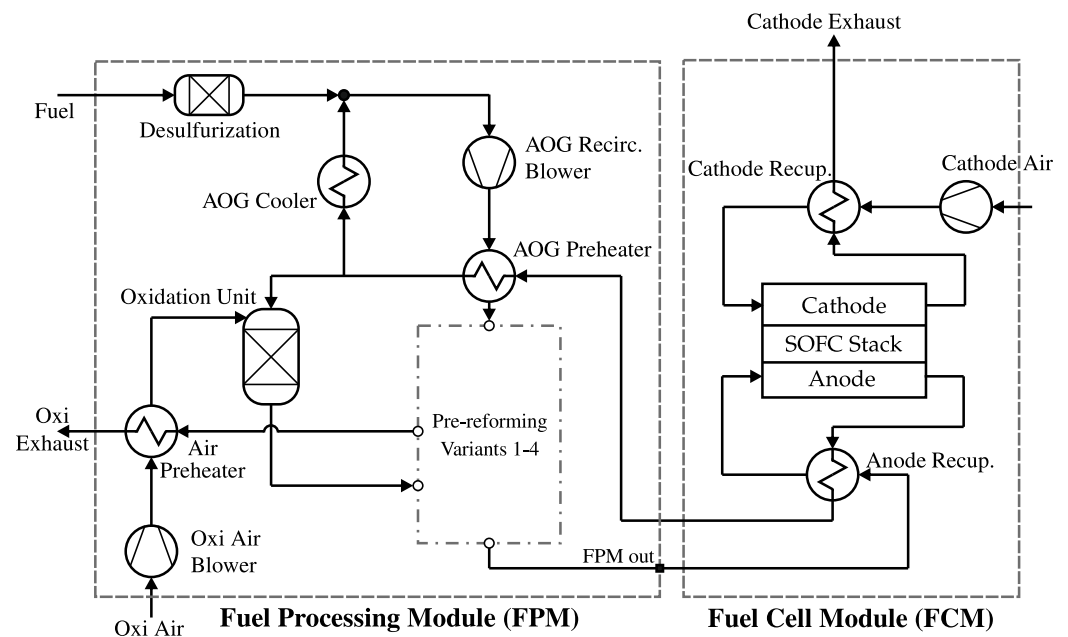 Cathode Exhaust
Fuel
Desulfurization
AOG Recirc.
Blower
Cathode Recup.
Cathode Air
AOG Cooler
AOG Preheater
Oxidation Unit
Cathode
SOFC Stack
Anode
Oxi
Exhaust
Air
Preheater
Pre-reforming
Variants 1-4
Anode Recup.
Oxi Air
Blower
FPM out
Oxi Air
Fuel Processing Module (FPM)
Fuel Cell Module (FCM)